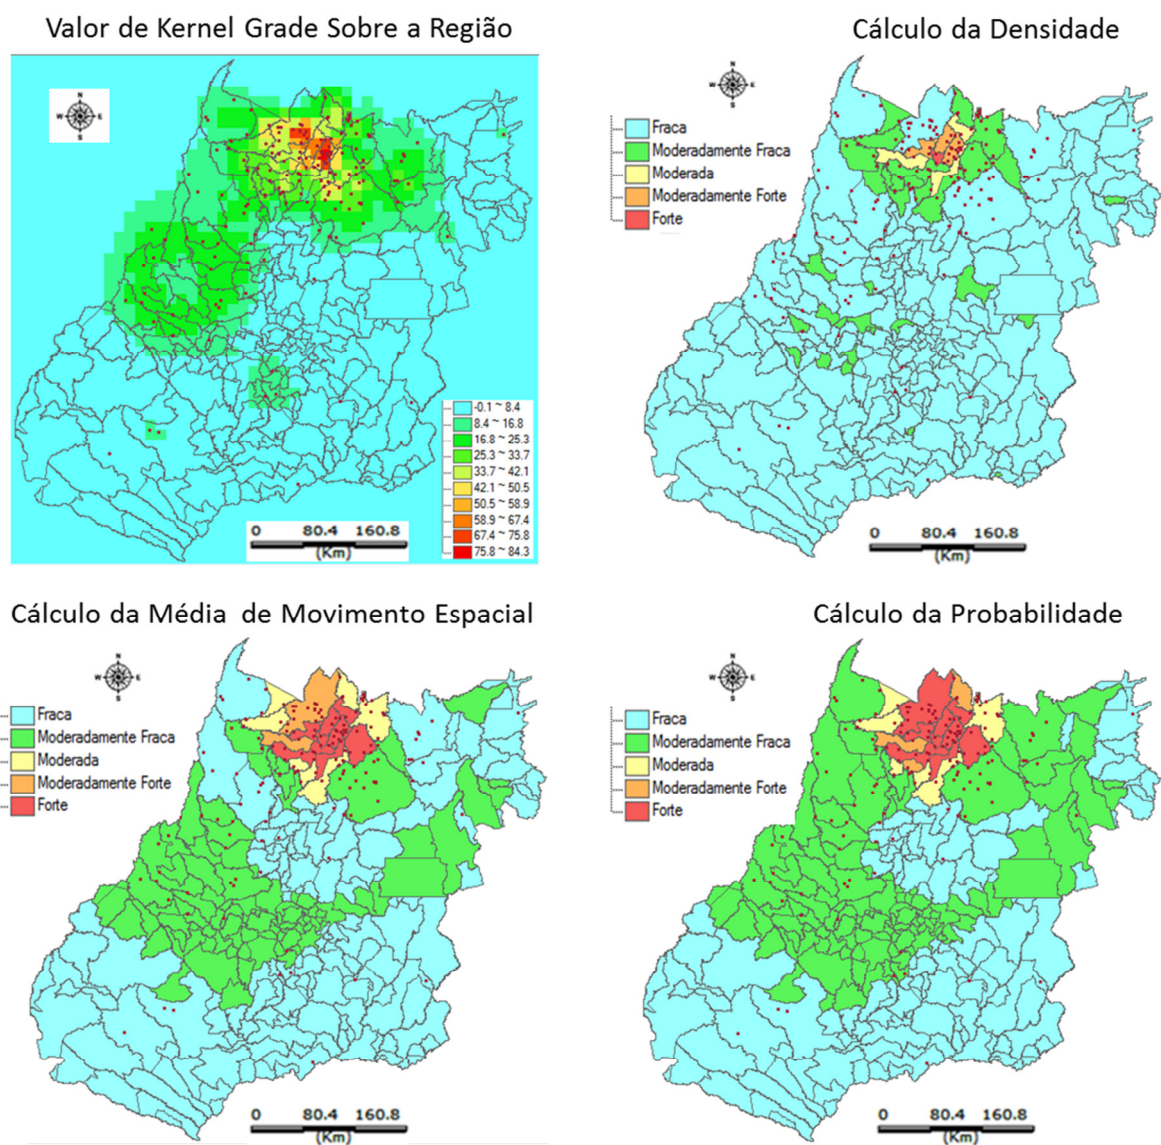 Valor de Kernel Grade Sobre a Região
N
W
E
S
-0.1 ~ 8.4
8.4 ~ 16.8
16.8 ~ 25.3
25.3 ~ 33.7
33.7 ~ 42.1
42.1 ~ 50.5
50.5 ~ 58.9
58.9 ~ 67.4
67.4 ~ 75.8
75.8 ~ 84.3
0 80.4 160.8
(Km)
Cálculo da Densidade
N
W
E
S
Fraca
Moderadamente Fraca
Moderada
Moderadamente Forte
Forte
0 80.4 160.8
(Km)
Cálculo da Média de Movimento Espacial
N
W
E
S
Fraca
Moderadamente Fraca
Moderada
Moderadamente Forte
Forte
0 80.4 160.8
(Km)
Cálculo da Probabilidade
N
W
E
S
Fraca
Moderadamente Fraca
Moderada
Moderadamente Forte
Forte
0 80.4 160.8
(Km)